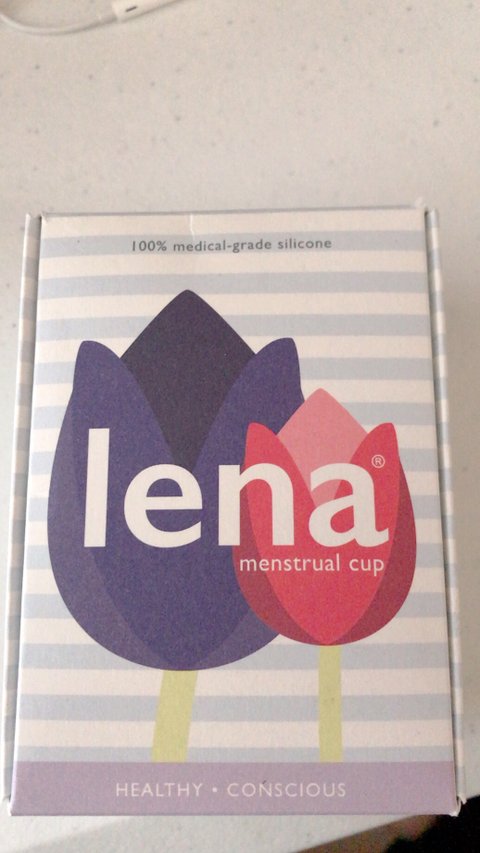 100% medical-grade silicone
lena®
menstrual cup
HEALTHY • CONSCIOUS